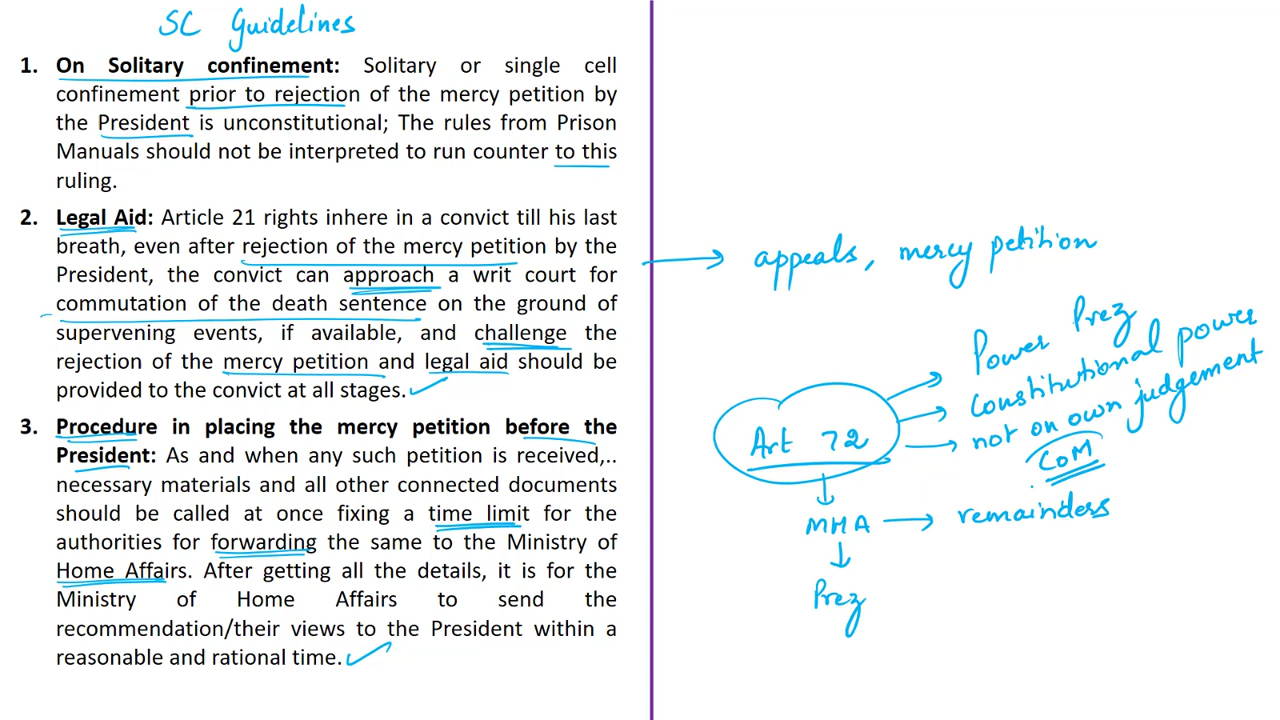 SC Guidelines
1. On Solitary confinement: Solitary or single cell
confinement prior to rejection of the mercy petition by
the President is unconstitutional; The rules from Prison
Manuals should not be interpreted to run counter to this
ruling.
2. Legal Aid: Article 21 rights inhere in a convict till his last
breath, even after rejection of the mercy petition by the
President, the convict can approach a writ court for
commutation of the death sentence on the ground of
supervening events, if available, and challenge the
rejection of the mercy petition and legal aid should be
provided to the convict at all stages.
3. Procedure in placing the mercy petition before the
President: As and when any such petition is received,..
necessary materials and all other connected documents
should be called at once fixing a time limit for the
authorities for forwarding the same to the Ministry of
Home Affairs. After getting all the details, it is for the
Ministry of Home Affairs to send the
recommendation/their views to the President within a
reasonable and rational time.
appeals, mercy petition
Power Prez
Constitutional power
not on own judgement
CoM
Art 72
MHA → remainders
Prez